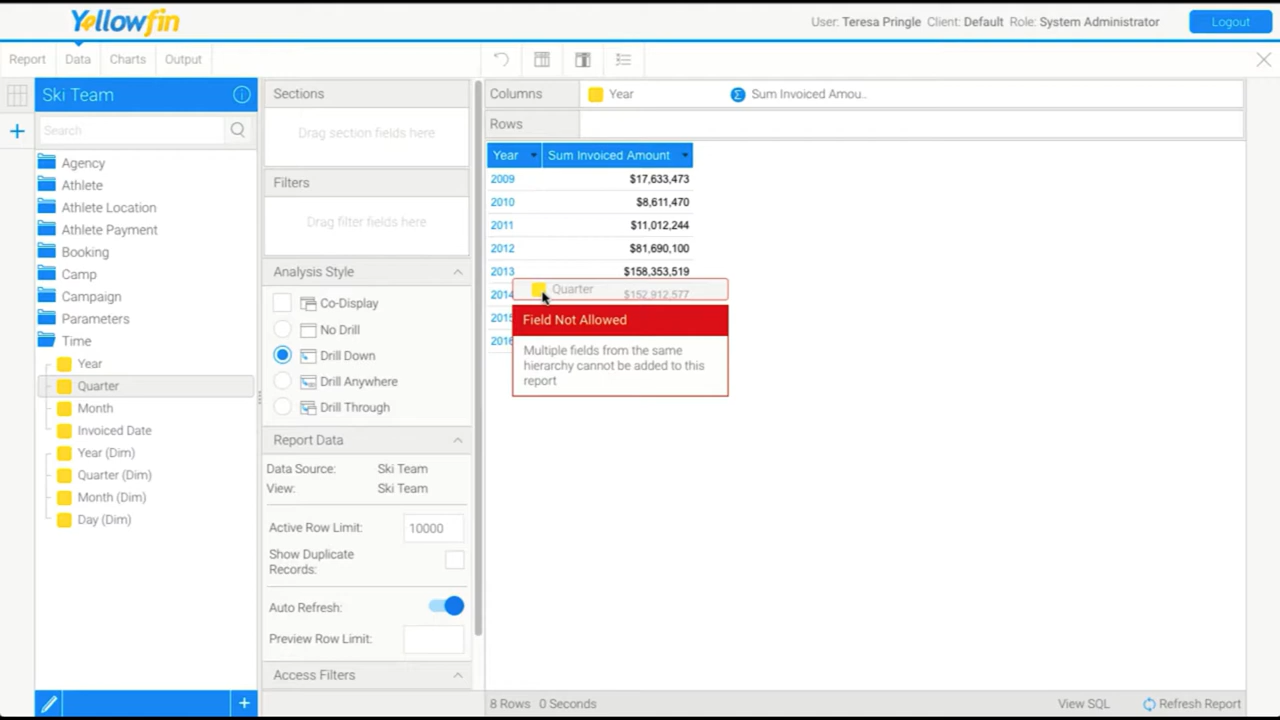 Yellowfin
User: Teresa Pringle Client: Default Role: System Administrator
Logout
Report
Data
Charts
Output
Ski Team
Search
Agency
Athlete
Athlete Location
Athlete Payment
Booking
Camp
Campaign
Parameters
Time
Year
Quarter
Month
Invoiced Date
Year (Dim)
Quarter (Dim)
Month (Dim)
Day (Dim)
Sections
Drag section fields here
Filters
Drag filter fields here
Analysis Style
Co-Display
No Drill
Drill Down
Drill Anywhere
Drill Through
Report Data
Data Source: Ski Team
View: Ski Team
Active Row Limit: 10000
Show Duplicate
Records:
Auto Refresh:
Preview Row Limit:
Access Filters
Columns Year Sum Invoiced Amou..
Rows
Year Sum Invoiced Amount
2009 $17,633,473
2010 $8,611,470
2011 $11,012,244
2012 $81,690,100
2013 $158,353,519
Quarter
2014 $152,912,577
Field Not Allowed
Multiple fields from the same
hierarchy cannot be added to this
report
8 Rows 0 Seconds
View SQL
Refresh Report